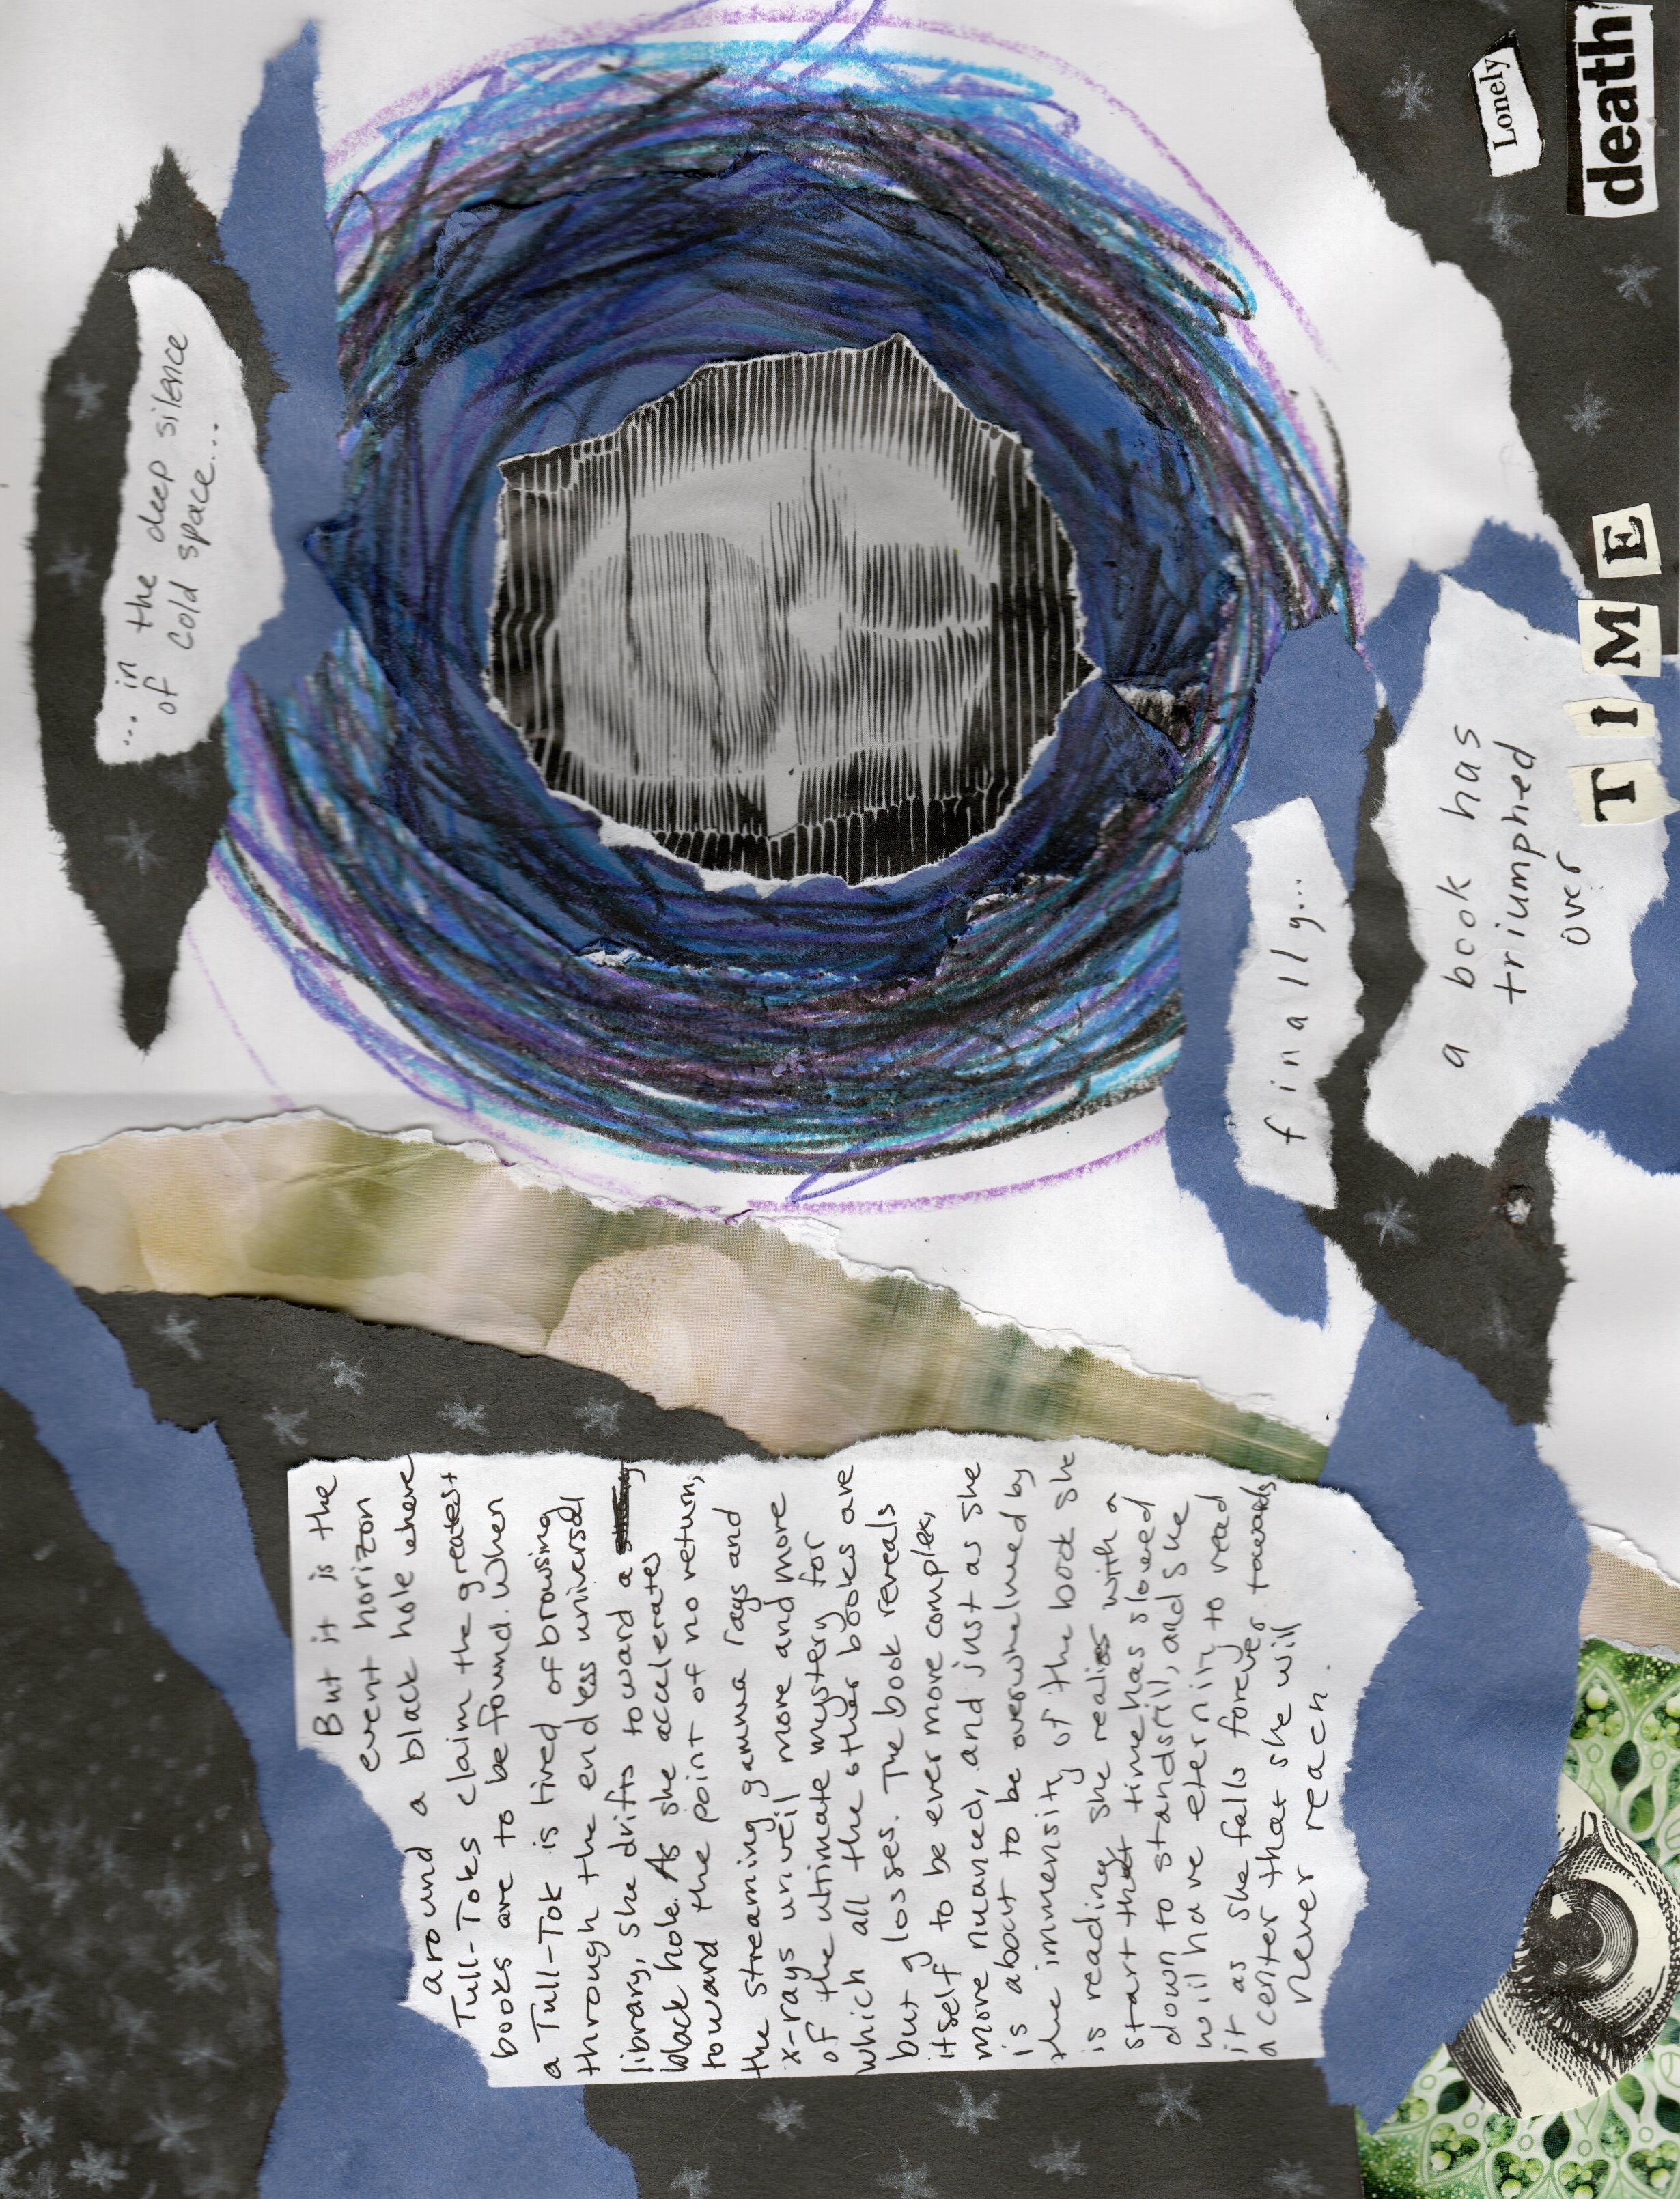 But it is the
event horizon
around a black hole where
Tull-Toks claim the greatest
books are to be found. When
a Tull-Tok is tired of browsing
through the endless universal
library, she drifts toward a
black hole. As she accelerates
toward the point of no return,
the streaming gamma rays and
x-rays unveil more and more
of the ultimate mystery for
which all the other books are
but glosses. The book reveals
itself to be ever more complex,
more nuanced, and just as she
is about to be overwhelmed by
the immensity of the book she
is reading she realizes with a
start that time has slowed
down to standstill, and she
will have eternity to read
it as she falls forever towards
a center that she will
never reach.
... in the deep silence
of cold space...
finally...
a book has
triumphed
over
TIME
Lonely
death